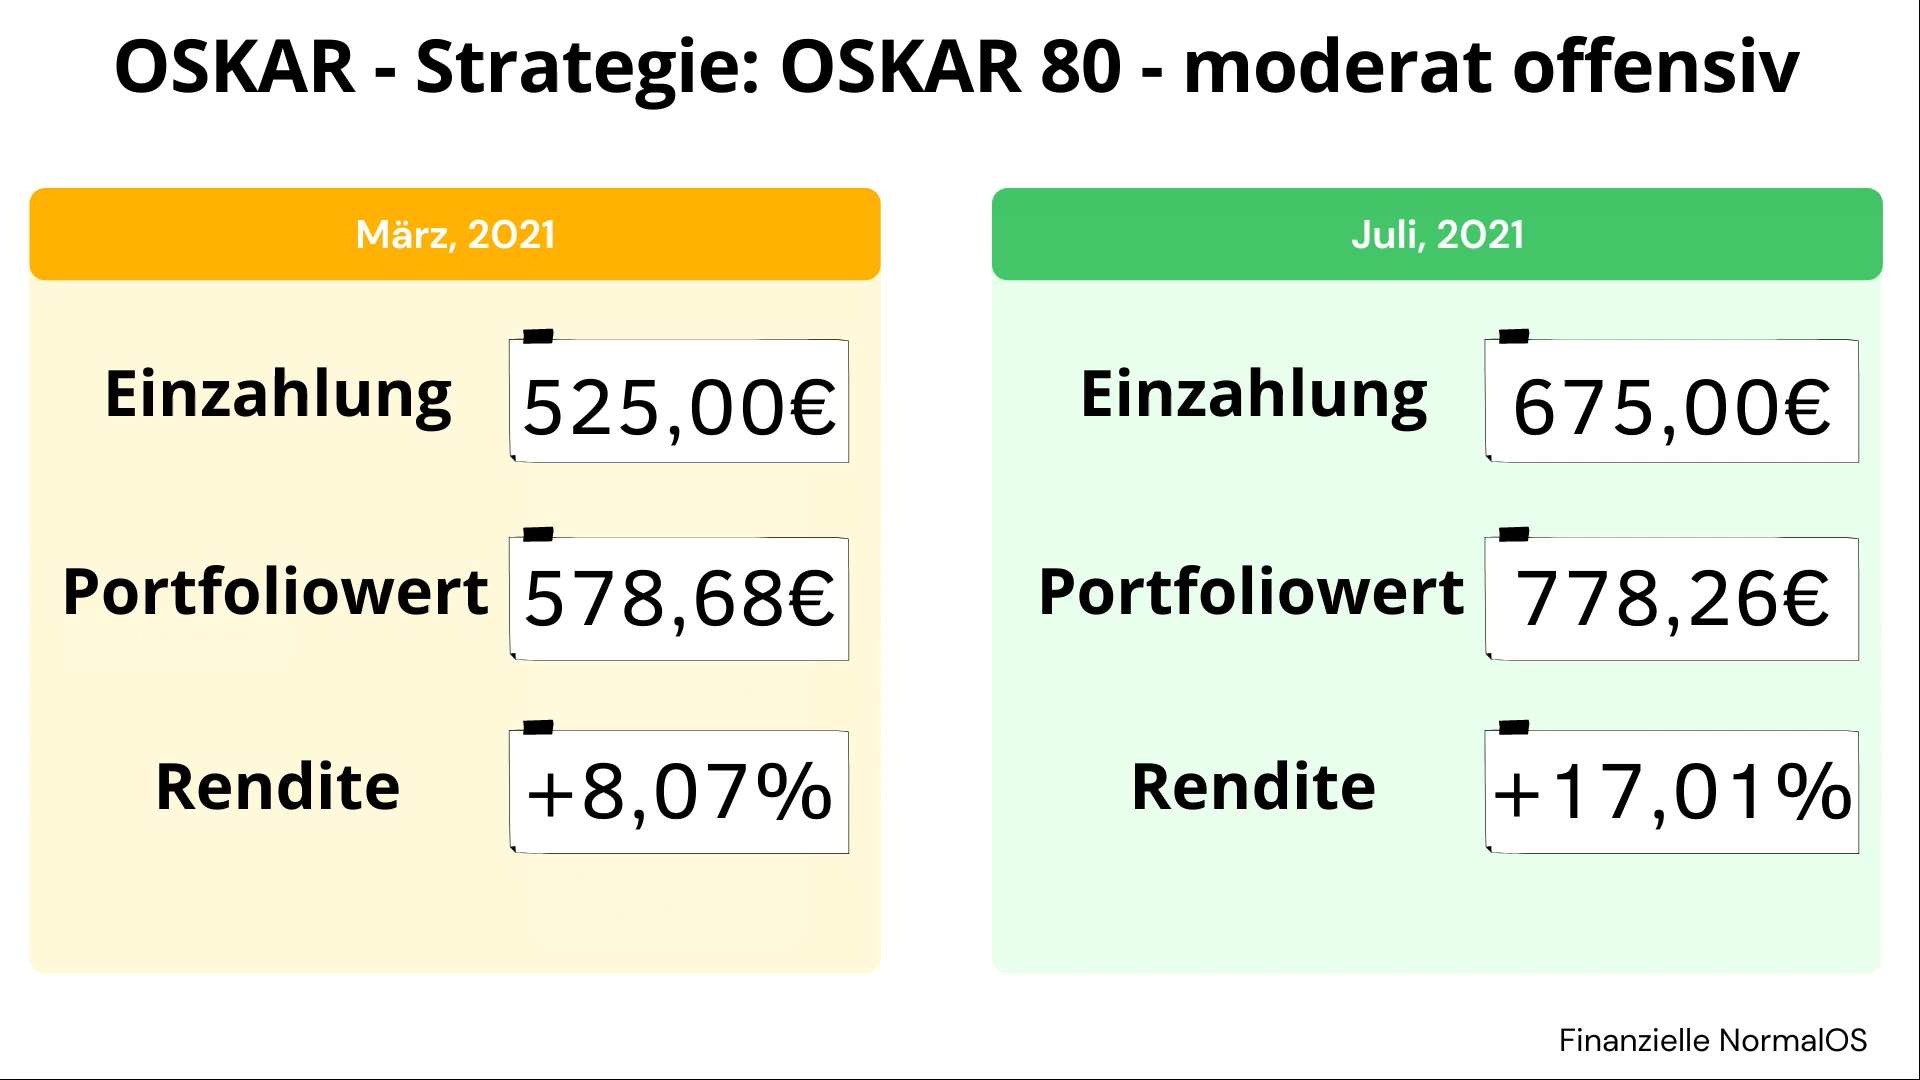 OSKAR - Strategie: OSKAR 80 - moderat offensiv
März, 2021
Einzahlung 525,00€
Portfoliowert 578,68€
Rendite +8,07%
Juli, 2021
Einzahlung 675,00€
Portfoliowert 778,26€
Rendite +17,01%
Finanzielle NormalOS